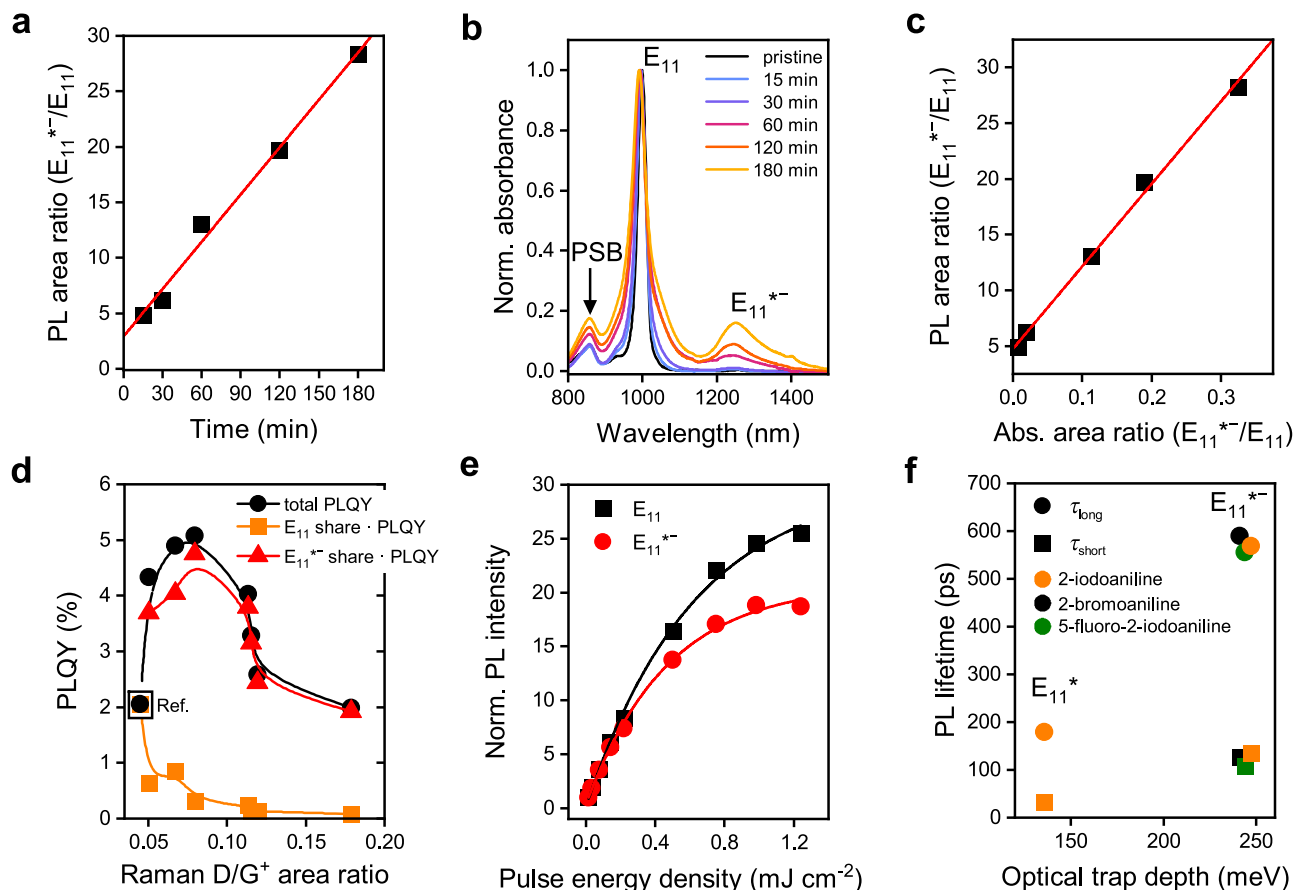 a
PL area ratio (E₁₁*⁻/E₁₁)
30
25
20
15
10
5
0
0 30 60 90 120 150 180
Time (min)
b
Norm. absorbance
1.0
0.8
0.6
0.4
0.2
0.0
E₁₁
PSB
E₁₁*⁻
pristine
15 min
30 min
60 min
120 min
180 min
800 1000 1200 1400
Wavelength (nm)
c
PL area ratio (E₁₁*⁻/E₁₁)
30
25
20
15
10
5
0.0 0.1 0.2 0.3
Abs. area ratio (E₁₁*⁻/E₁₁)
d
PLQY (%)
6
5
4
3
2
1
0
total PLQY
E₁₁ share · PLQY
E₁₁*⁻ share · PLQY
Ref.
0.05 0.10 0.15 0.20
Raman D/G⁺ area ratio
e
Norm. PL intensity
30
25
20
15
10
5
0
E₁₁
E₁₁*⁻
0.0 0.4 0.8 1.2
Pulse energy density (mJ cm⁻²)
f
PL lifetime (ps)
700
600
500
400
300
200
100
0
τlong
τshort
2-iodoaniline
2-bromoaniline
5-fluoro-2-iodoaniline
E₁₁*⁻
E₁₁*
150 200 250
Optical trap depth (meV)